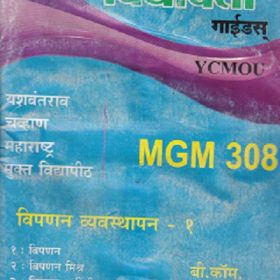 गाईडस्
YCMOU
यशवंतराव
चव्हाण
महाराष्ट्र
मुक्त विद्यापीठ
MGM 308
विपणन व्यवस्थापन - १
१ : विपणन
२ : विपणन मिश्र
बी.कॉम.